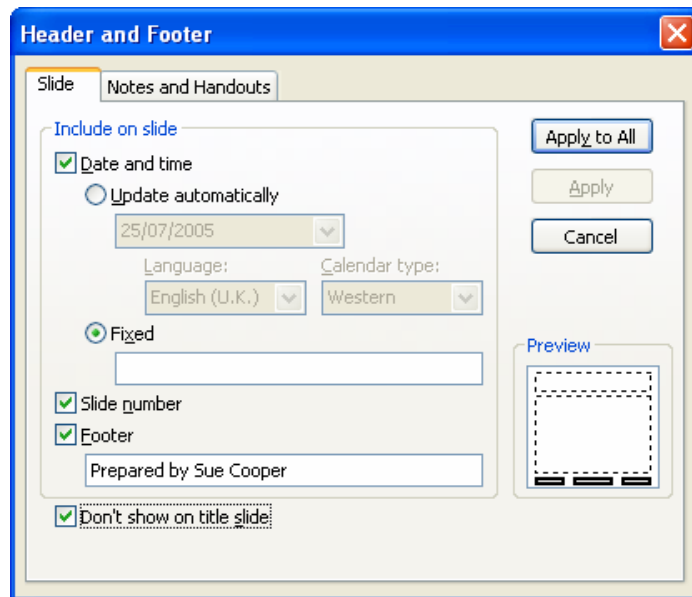 Header and Footer
Slide
Notes and Handouts
Include on slide
Date and time
Update automatically
25/07/2005
Language:
Calendar type:
English (U.K.)
Western
Fixed
Slide number
Footer
Prepared by Sue Cooper
Don't show on title slide
Apply to All
Apply
Cancel
Preview